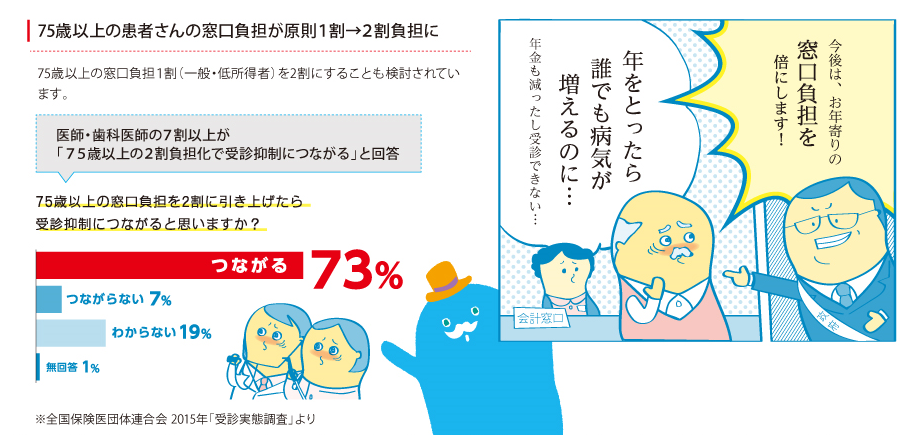 75歳以上の患者さんの窓口負担が原則1割→2割負担に
75歳以上の窓口負担1割（一般・低所得者）を2割にすることも検討されてい
ます。
医師・歯科医師の7割以上が
「75歳以上の2割負担化で受診抑制につながる」と回答
75歳以上の窓口負担を2割に引き上げたら
受診抑制につながると思いますか？
つながる 73%
つながらない 7%
わからない 19%
無回答 1%
※全国保険医団体連合会 2015年「受診実態調査」より
今後は、お年寄りの
窓口負担を
倍にします！
年をとったら
誰でも病気が
増えるのに…
年金も減ったし受診できない…
会計窓口
政府